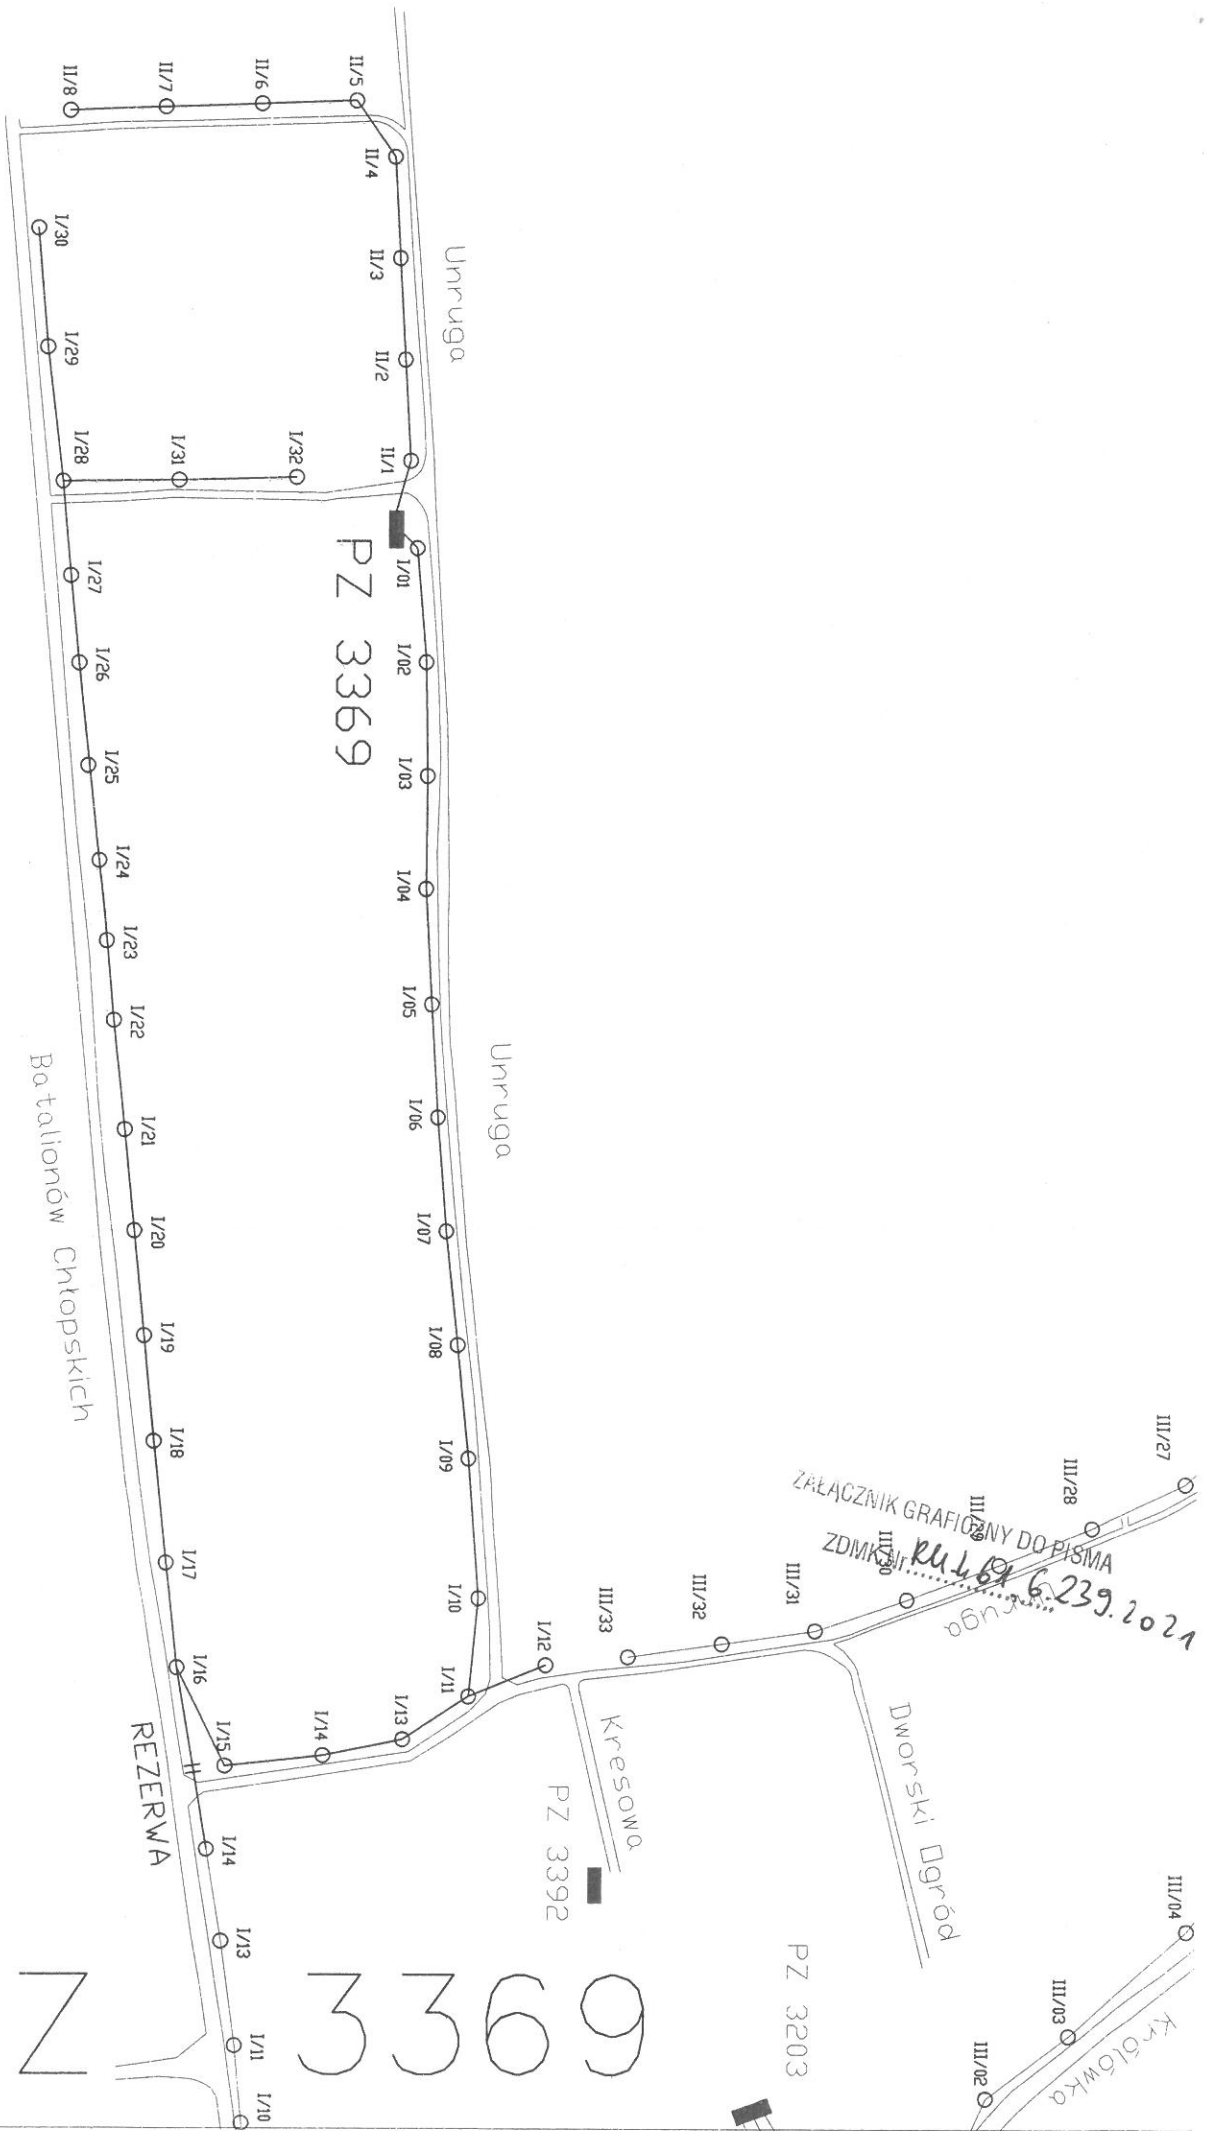 II/8
II/7
II/6
II/5
II/4
II/3
II/2
II/1
Unruga
I/30
I/29
I/28
I/31
I/32
PZ 3369
I/01
I/02
I/03
I/04
I/05
I/06
I/07
I/08
I/09
I/10
I/11
I/12
I/13
I/14
I/15
I/16
I/17
I/18
I/19
I/20
I/21
I/22
I/23
I/24
I/25
I/26
I/27
Unruga
Batalionów Chłopskich
REZERWA
I/14
I/13
I/11
I/10
III/27
III/28
III/29
III/30
III/31
III/32
III/33
ZAŁĄCZNIK GRAFICZNY DO PISMA
ZDMK Nr RU.461.6.239.2021
Unruga
Kresowa
PZ 3392
Dworski Ogród
PZ 3203
III/04
III/03
III/02
Królówka
Z 3369